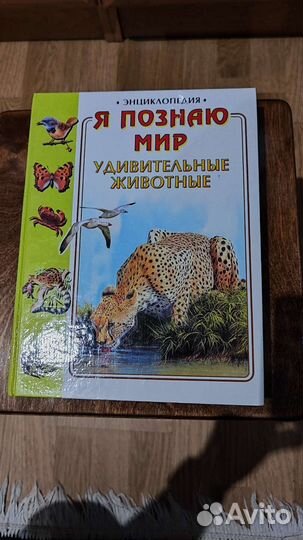 • ЭНЦИКЛОПЕДИЯ •
Я ПОЗНАЮ
МИР
УДИВИТЕЛЬНЫЕ
ЖИВОТНЫЕ
Avito